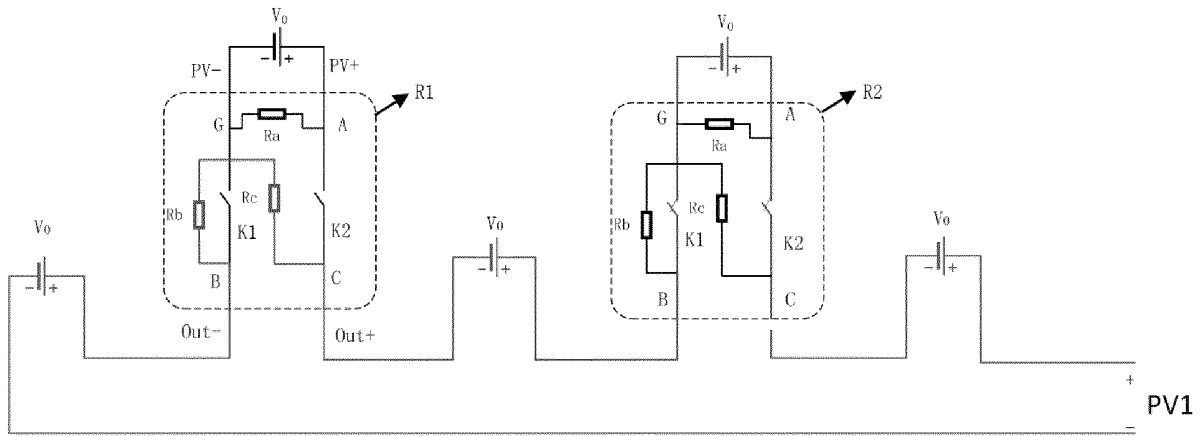 V₀
V₀
PV-
PV+
- +
- +
R1
R2
G
A
G
A
Ra
Ra
Rb
Rc
K1
K2
Rb
Rc
K1
K2
V₀
V₀
V₀
B
C
B
C
- +
- +
- +
Out-
Out+
+
PV1
-